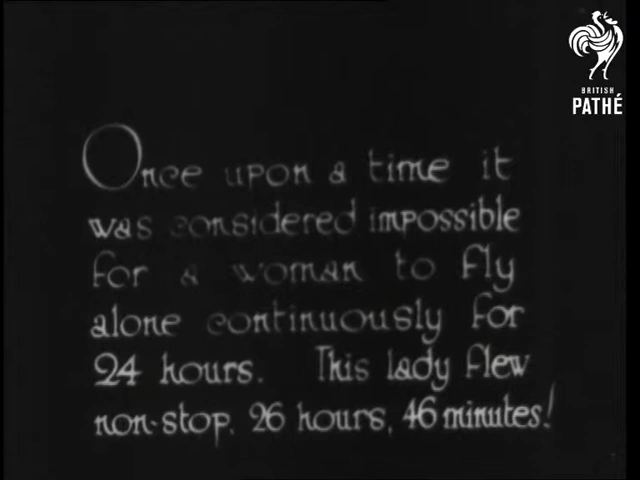 BRITISH
PATHÉ
Once upon a time it
was considered impossible
for a woman to fly
alone continuously for
24 hours. This lady flew
non-stop, 26 hours, 46 minutes!